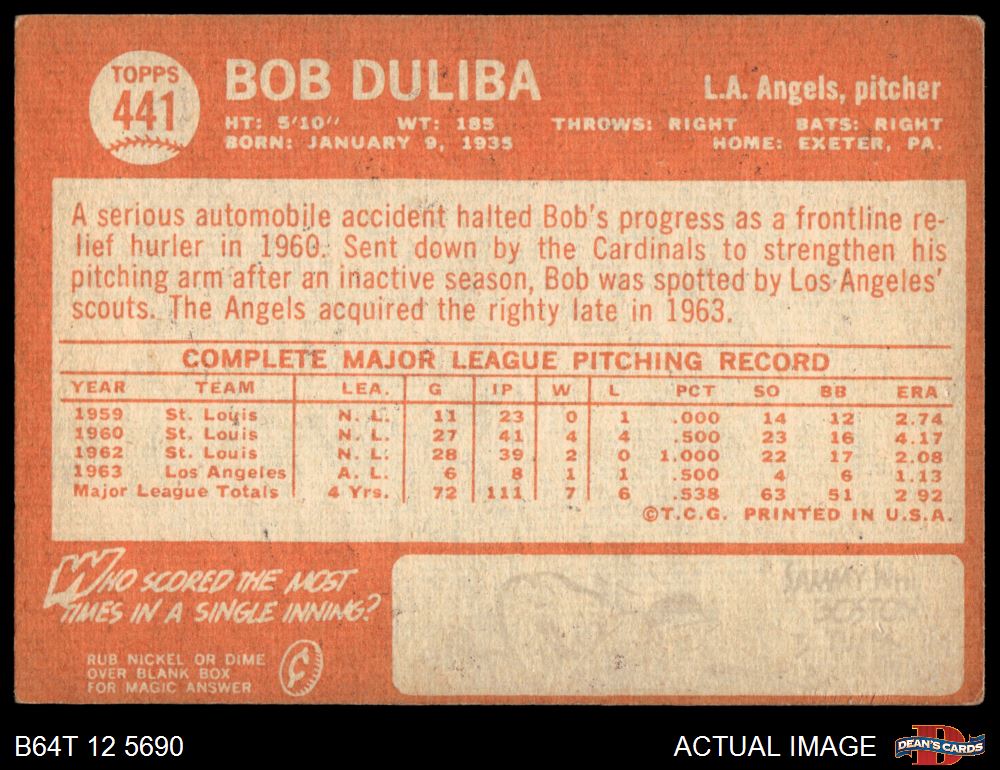 TOPPS
441
BOB DULIBA
L.A. Angels, pitcher
HT: 5'10" WT: 185 THROWS: RIGHT BATS: RIGHT
BORN: JANUARY 9, 1935 HOME: EXETER, PA.
A serious automobile accident halted Bob's progress as a frontline re-
lief hurler in 1960. Sent down by the Cardinals to strengthen his
pitching arm after an inactive season, Bob was spotted by Los Angeles'
scouts. The Angels acquired the righty late in 1963.
COMPLETE MAJOR LEAGUE PITCHING RECORD
YEAR TEAM LEA. G IP W L PCT SO BB ERA
1959 St. Louis N. L. 11 23 0 1 .000 14 12 2.74
1960 St. Louis N. L. 27 41 4 4 .500 23 16 4.17
1962 St. Louis N. L. 28 39 2 0 1.000 22 17 2.08
1963 Los Angeles A. L. 6 8 1 1 .500 4 6 1.13
Major League Totals 4 Yrs. 72 111 7 6 .538 63 51 2.92
©T.C.G. PRINTED IN U.S.A.
WHO SCORED THE MOST
TIMES IN A SINGLE INNING?
RUB NICKEL OR DIME
OVER BLANK BOX
FOR MAGIC ANSWER
SAMMY WHI
B64T 12 5690
ACTUAL IMAGE
DEAN'S CARDS